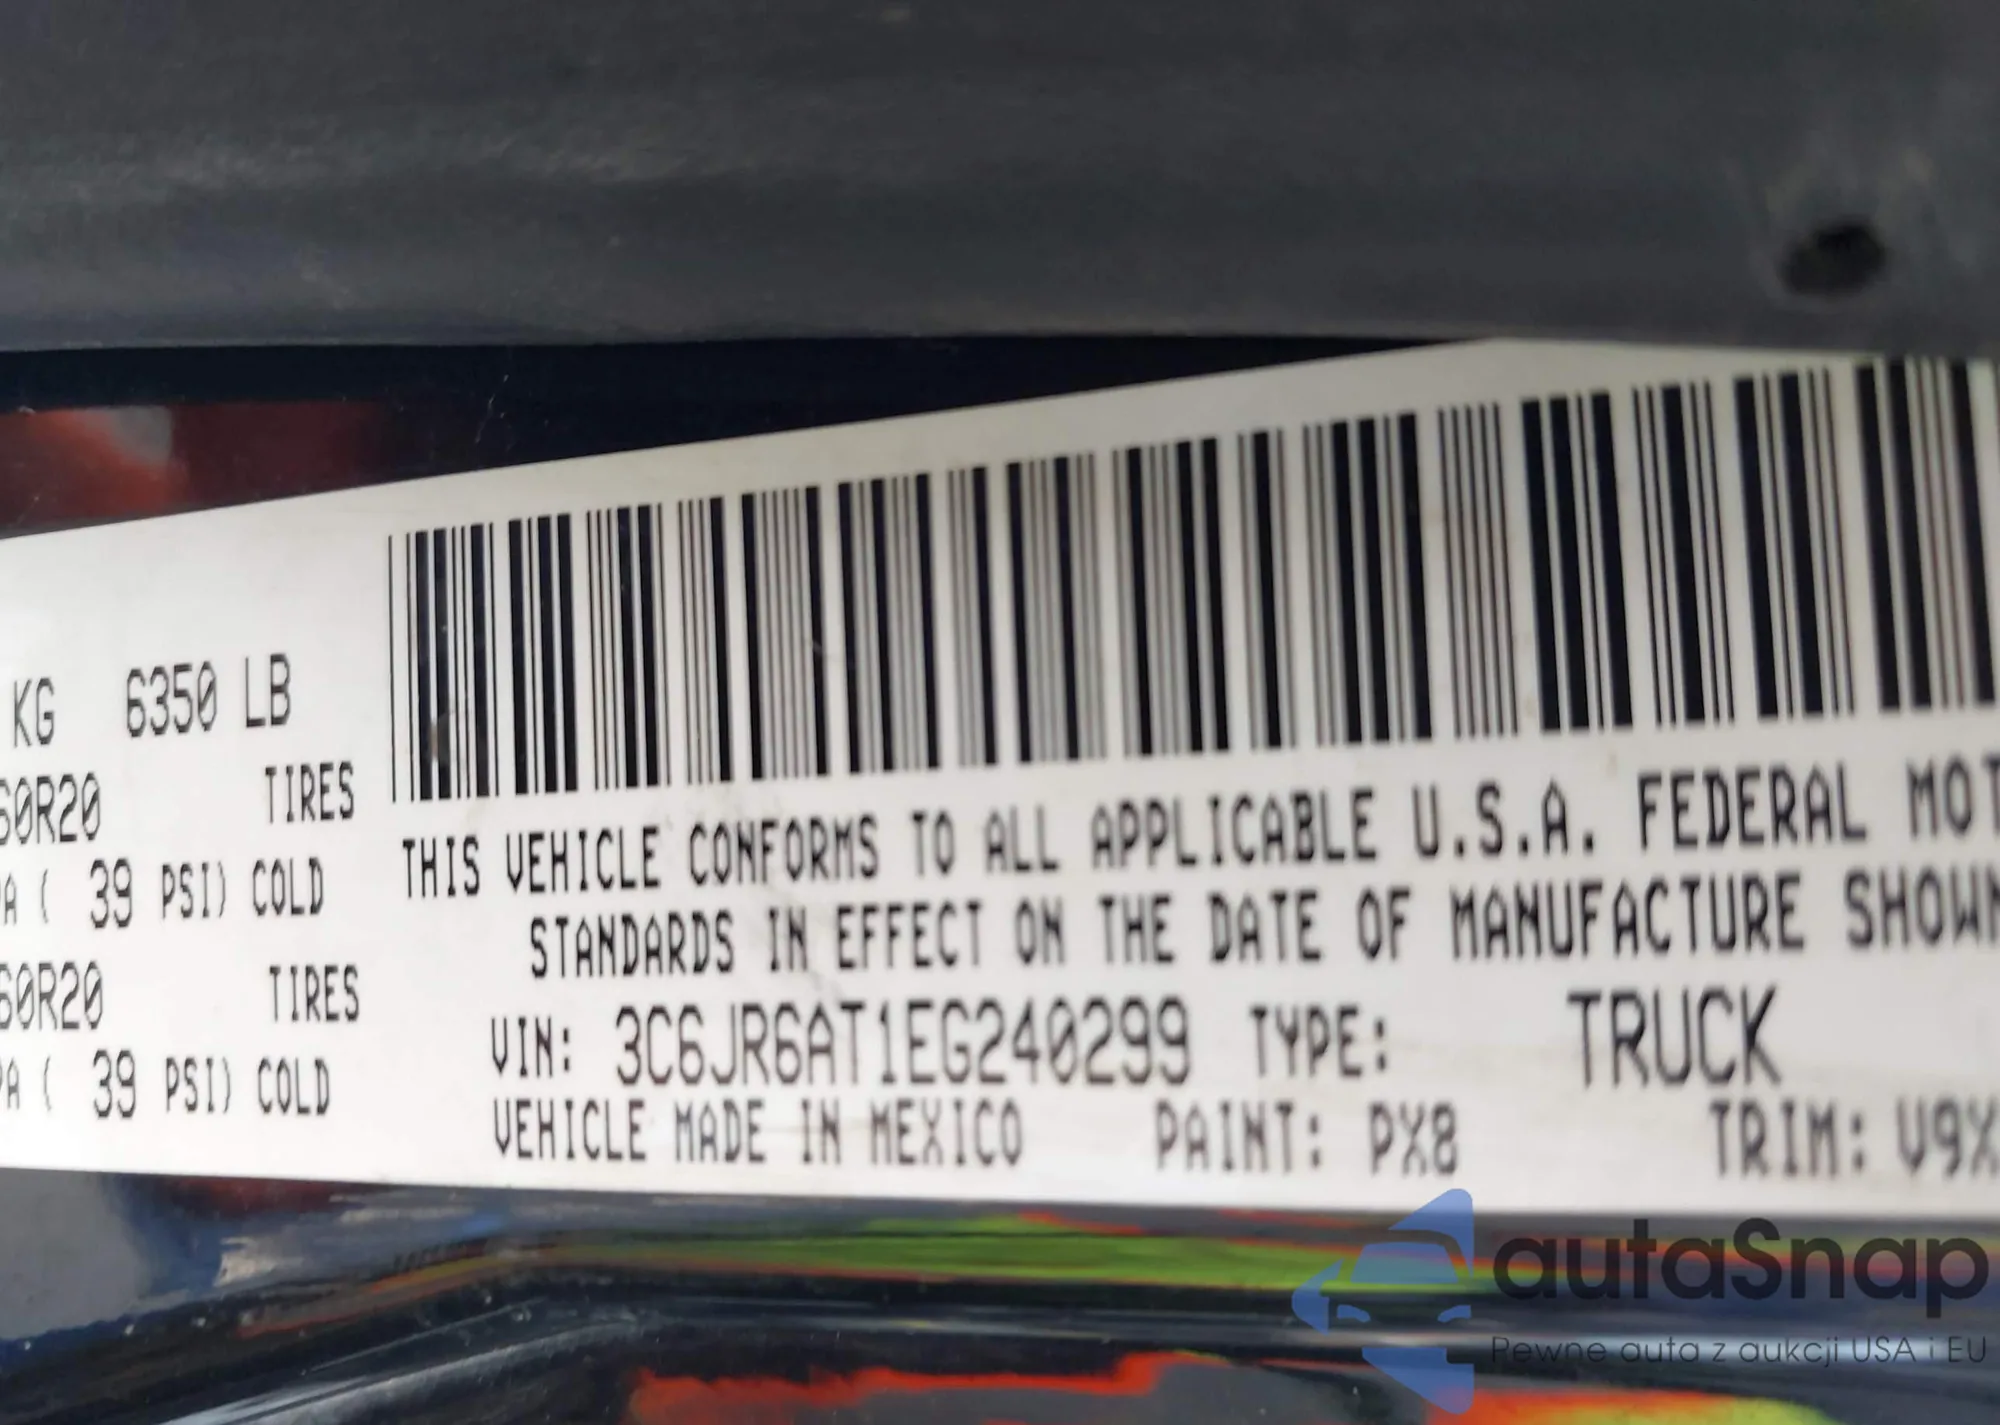 KG 6350 LB
60R20 TIRES
PA ( 39 PSI) COLD
60R20 TIRES
PA ( 39 PSI) COLD
THIS VEHICLE CONFORMS TO ALL APPLICABLE U.S.A. FEDERAL MOT
STANDARDS IN EFFECT ON THE DATE OF MANUFACTURE SHOWN
VIN: 3C6JR6AT1EG240299 TYPE: TRUCK
VEHICLE MADE IN MEXICO PAINT: PX8 TRIM: V9X
autaSnap
Pewne auta z aukcji USA i EU